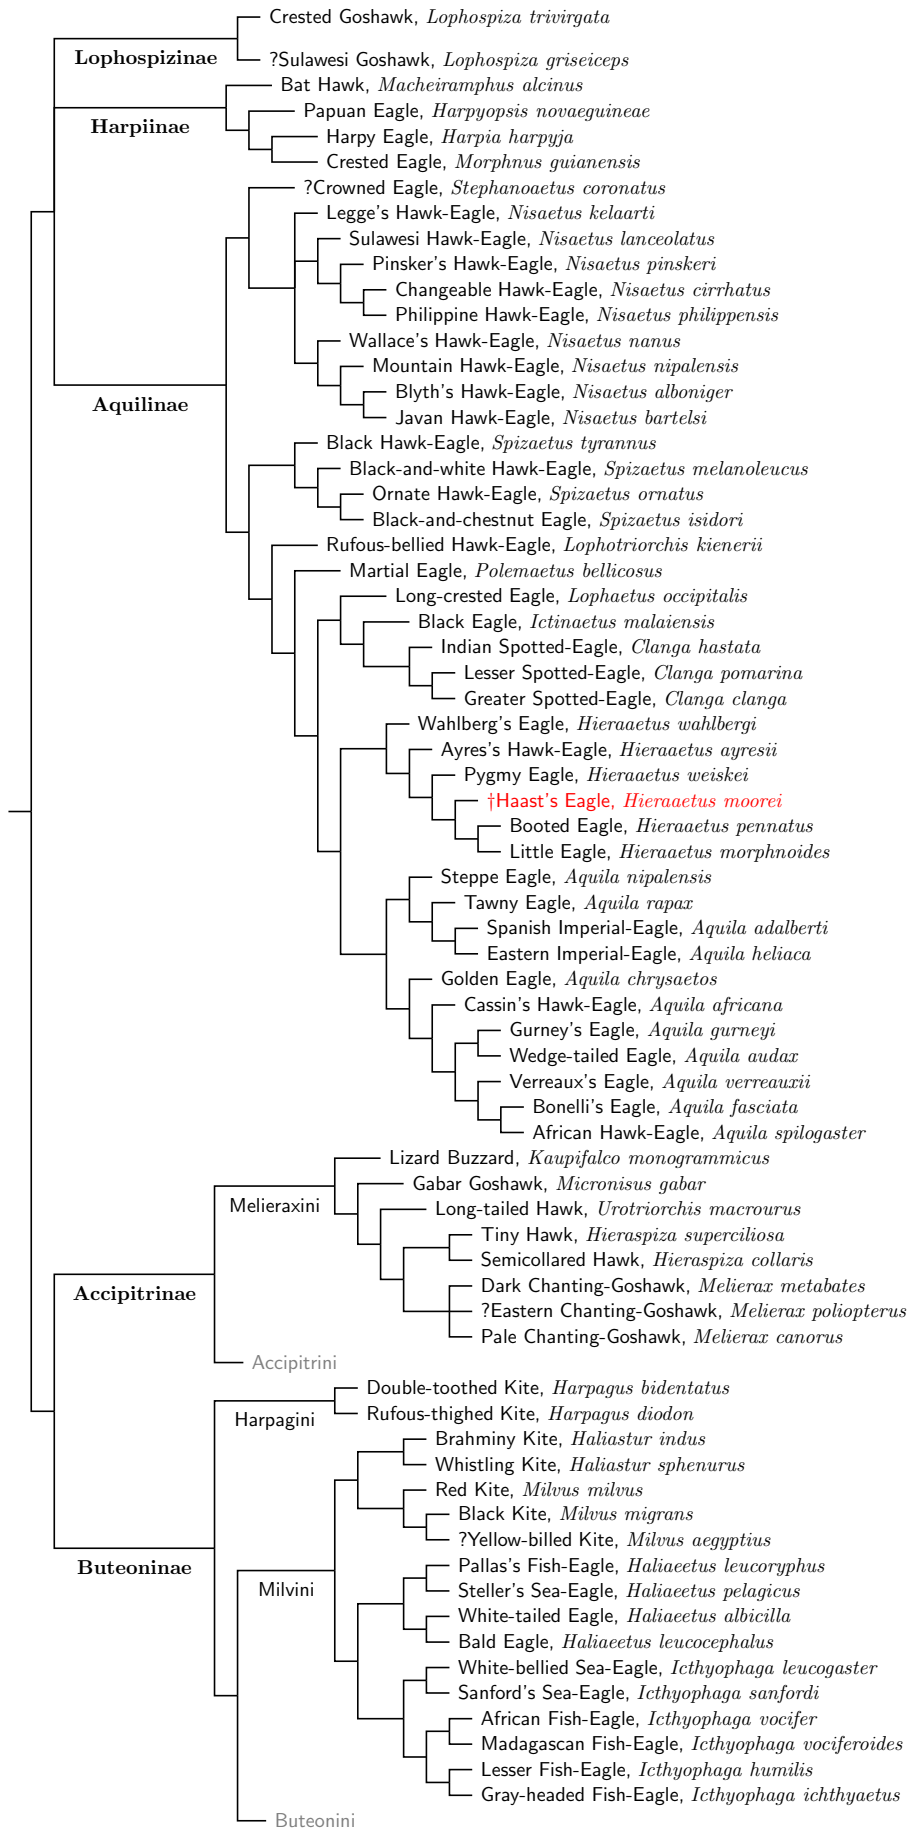 Crested Goshawk, Lophospiza trivirgata
Lophospizinae
?Sulawesi Goshawk, Lophospiza griseiceps
Bat Hawk, Macheiramphus alcinus
Papuan Eagle, Harpyopsis novaeguineae
Harpiinae
Harpy Eagle, Harpia harpyja
Crested Eagle, Morphnus guianensis
?Crowned Eagle, Stephanoaetus coronatus
Legge's Hawk-Eagle, Nisaetus kelaarti
Sulawesi Hawk-Eagle, Nisaetus lanceolatus
Pinsker's Hawk-Eagle, Nisaetus pinskeri
Changeable Hawk-Eagle, Nisaetus cirrhatus
Philippine Hawk-Eagle, Nisaetus philippensis
Wallace's Hawk-Eagle, Nisaetus nanus
Mountain Hawk-Eagle, Nisaetus nipalensis
Blyth's Hawk-Eagle, Nisaetus alboniger
Aquilinae
Javan Hawk-Eagle, Nisaetus bartelsi
Black Hawk-Eagle, Spizaetus tyrannus
Black-and-white Hawk-Eagle, Spizaetus melanoleucus
Ornate Hawk-Eagle, Spizaetus ornatus
Black-and-chestnut Eagle, Spizaetus isidori
Rufous-bellied Hawk-Eagle, Lophotriorchis kienerii
Martial Eagle, Polemaetus bellicosus
Long-crested Eagle, Lophaetus occipitalis
Black Eagle, Ictinaetus malaiensis
Indian Spotted-Eagle, Clanga hastata
Lesser Spotted-Eagle, Clanga pomarina
Greater Spotted-Eagle, Clanga clanga
Wahlberg's Eagle, Hieraaetus wahlbergi
Ayres's Hawk-Eagle, Hieraaetus ayresii
Pygmy Eagle, Hieraaetus weiskei
†Haast's Eagle, Hieraaetus moorei
Booted Eagle, Hieraaetus pennatus
Little Eagle, Hieraaetus morphnoides
Steppe Eagle, Aquila nipalensis
Tawny Eagle, Aquila rapax
Spanish Imperial-Eagle, Aquila adalberti
Eastern Imperial-Eagle, Aquila heliaca
Golden Eagle, Aquila chrysaetos
Cassin's Hawk-Eagle, Aquila africana
Gurney's Eagle, Aquila gurneyi
Wedge-tailed Eagle, Aquila audax
Verreaux's Eagle, Aquila verreauxii
Bonelli's Eagle, Aquila fasciata
African Hawk-Eagle, Aquila spilogaster
Lizard Buzzard, Kaupifalco monogrammicus
Gabar Goshawk, Micronisus gabar
Melieraxini
Long-tailed Hawk, Urotriorchis macrourus
Tiny Hawk, Hieraspiza superciliosa
Semicollared Hawk, Hieraspiza collaris
Dark Chanting-Goshawk, Melierax metabates
Accipitrinae
?Eastern Chanting-Goshawk, Melierax poliopterus
Pale Chanting-Goshawk, Melierax canorus
Accipitrini
Double-toothed Kite, Harpagus bidentatus
Rufous-thighed Kite, Harpagus diodon
Harpagini
Brahminy Kite, Haliastur indus
Whistling Kite, Haliastur sphenurus
Red Kite, Milvus milvus
Black Kite, Milvus migrans
?Yellow-billed Kite, Milvus aegyptius
Pallas's Fish-Eagle, Haliaeetus leucoryphus
Buteoninae
Steller's Sea-Eagle, Haliaeetus pelagicus
Milvini
White-tailed Eagle, Haliaeetus albicilla
Bald Eagle, Haliaeetus leucocephalus
White-bellied Sea-Eagle, Icthyophaga leucogaster
Sanford's Sea-Eagle, Icthyophaga sanfordi
African Fish-Eagle, Icthyophaga vocifer
Madagascan Fish-Eagle, Icthyophaga vociferoides
Lesser Fish-Eagle, Icthyophaga humilis
Gray-headed Fish-Eagle, Icthyophaga ichthyaetus
Buteonini